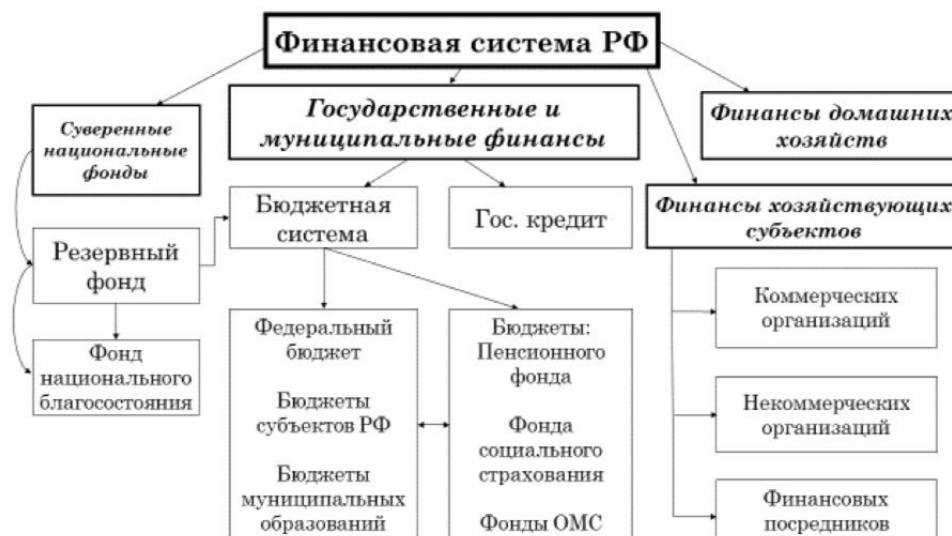 Финансовая система РФ
Суверенные
национальные
фонды
Государственные и
муниципальные финансы
Финансы домашних
хозяйств
Бюджетная
система
Гос. кредит
Финансы хозяйствующих
субъектов
Резервный
фонд
Фонд
национального
благосостояния
Федеральный
бюджет
Бюджеты
субъектов РФ
Бюджеты
муниципальных
образований
Бюджеты:
Пенсионного
фонда
Фонда
социального
страхования
Фонды ОМС
Коммерческих
организаций
Некоммерческих
организаций
Финансовых
посредников